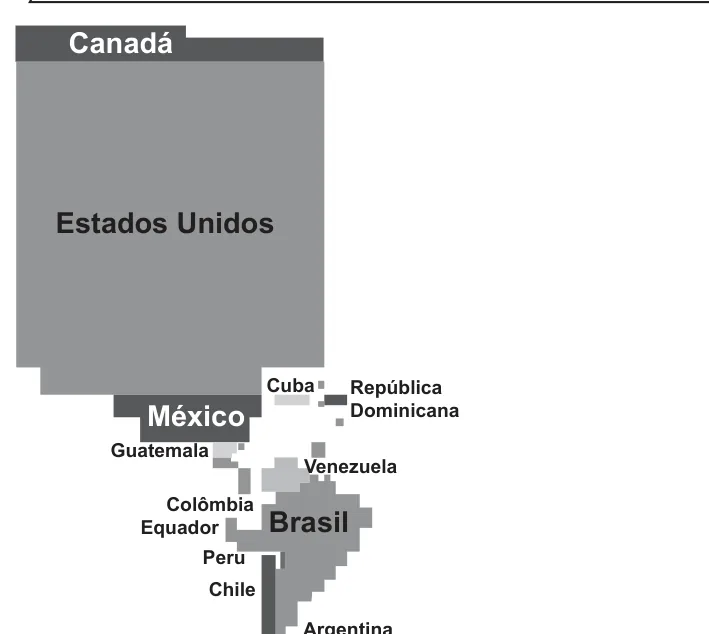 Canadá
Estados Unidos
Cuba
República
Dominicana
México
Guatemala
Venezuela
Colômbia
Brasil
Equador
Peru
Chile
Argentina